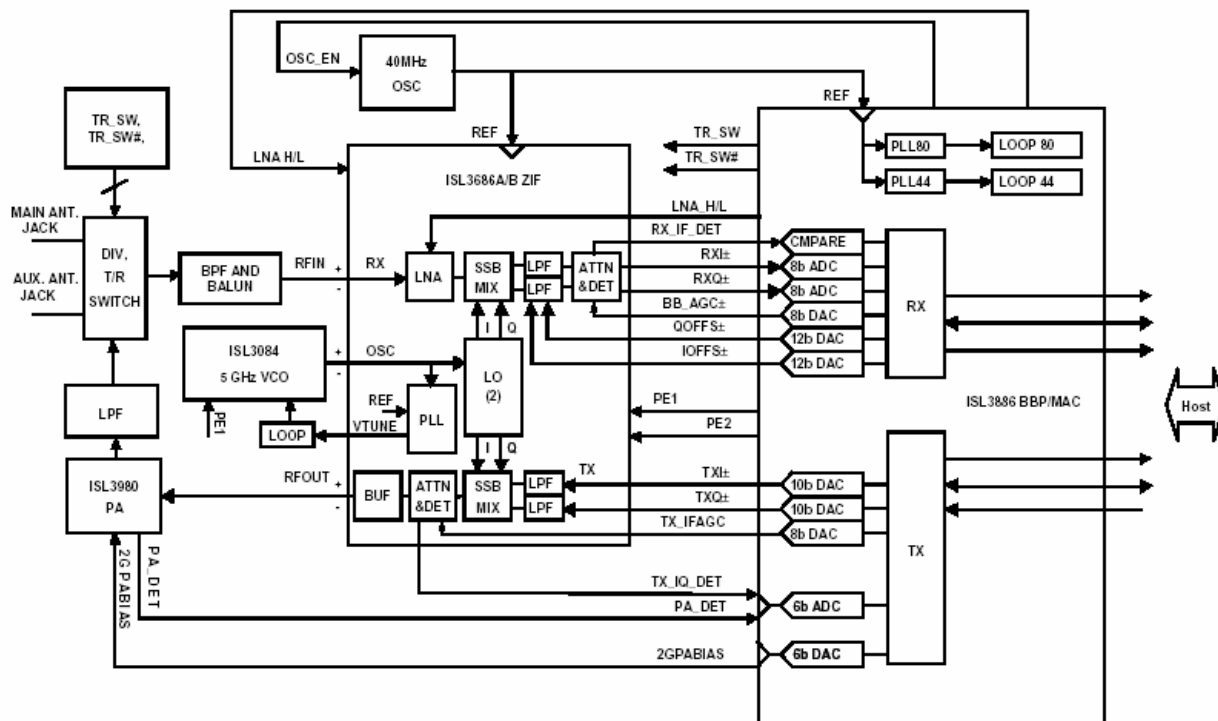 OSC_EN
40MHz
OSC
REF
TR_SW,
TR_SW#,
REF
TR_SW
TR_SW#
PLL80
LOOP 80
PLL44
LOOP 44
LNA H/L
ISL3686A/B ZIF
MAIN ANT.
JACK
AUX. ANT.
JACK
DIV,
T/R
SWITCH
BPF AND
BALUN
RFIN
+
-
RX
LNA
SSB
MIX
LPF
LPF
ATTN
&DET
LNA_H/L
RX_IF_DET
RXI±
RXQ±
BB_AGC±
QOFFS±
IOFFS±
CMPARE
8b ADC
8b ADC
8b DAC
12b DAC
12b DAC
RX
ISL3886 BBP/MAC
Host
I
Q
ISL3084
5 GHz VCO
+
-
OSC
LO
(2)
REF
PLL
PE1
LOOP
VTUNE
PE1
PE2
LPF
I
Q
ISL3980
PA
RFOUT
+
-
BUF
ATTN
&DET
SSB
MIX
LPF
LPF
TX
TXI±
TXQ±
TX_IFAGC
10b DAC
10b DAC
8b DAC
TX
2GPABIAS
PA_DET
TX_IQ_DET
PA_DET
6b ADC
2GPABIAS
6b DAC